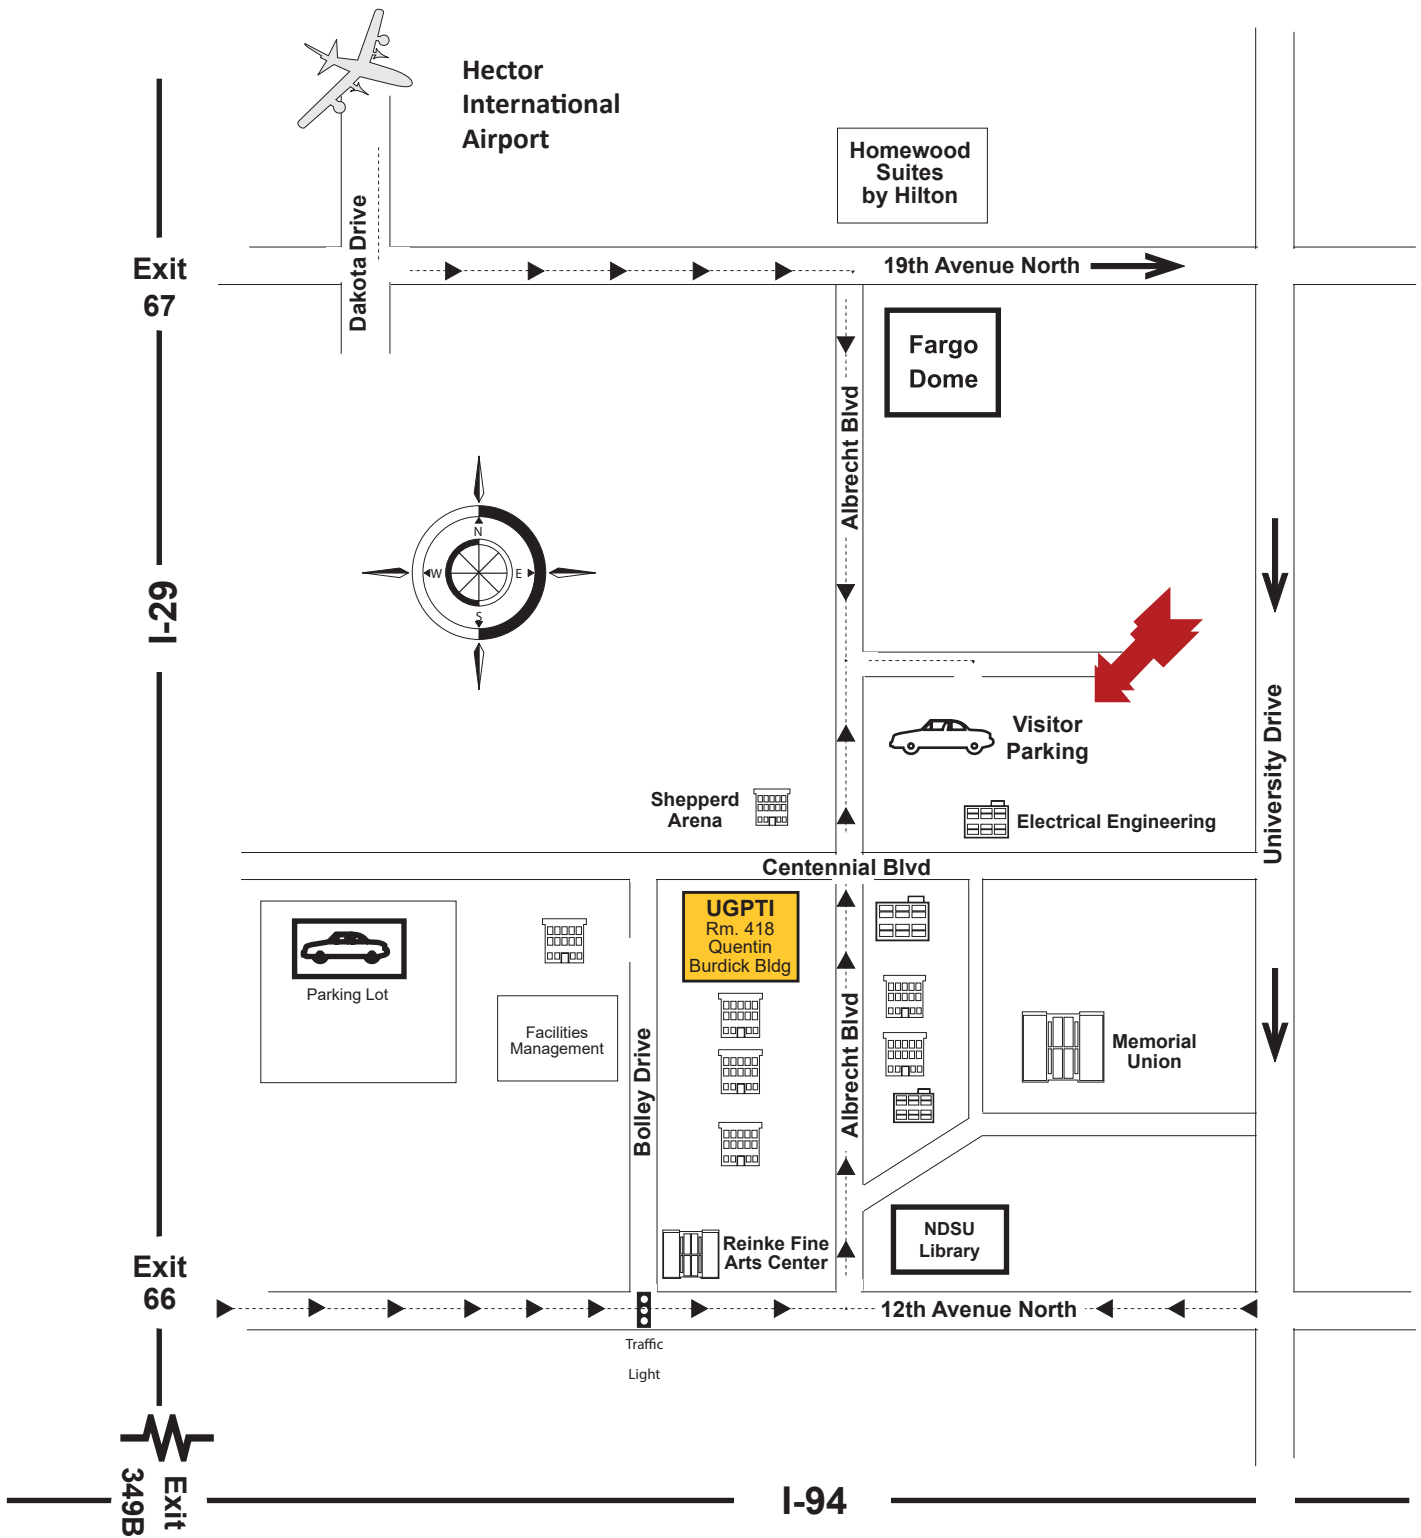 Hector
International
Airport
Homewood
Suites
by Hilton
Dakota Drive
Exit
67
19th Avenue North
Fargo
Dome
Albrecht Blvd
N
W
E
S
I-29
University Drive
Visitor
Parking
Shepperd
Arena
Electrical Engineering
Centennial Blvd
UGPTI
Rm. 418
Quentin
Burdick Bldg
Parking Lot
Facilities
Management
Bolley Drive
Albrecht Blvd
Memorial
Union
NDSU
Library
Reinke Fine
Arts Center
Exit
66
12th Avenue North
Traffic
Light
Exit
349B
I-94